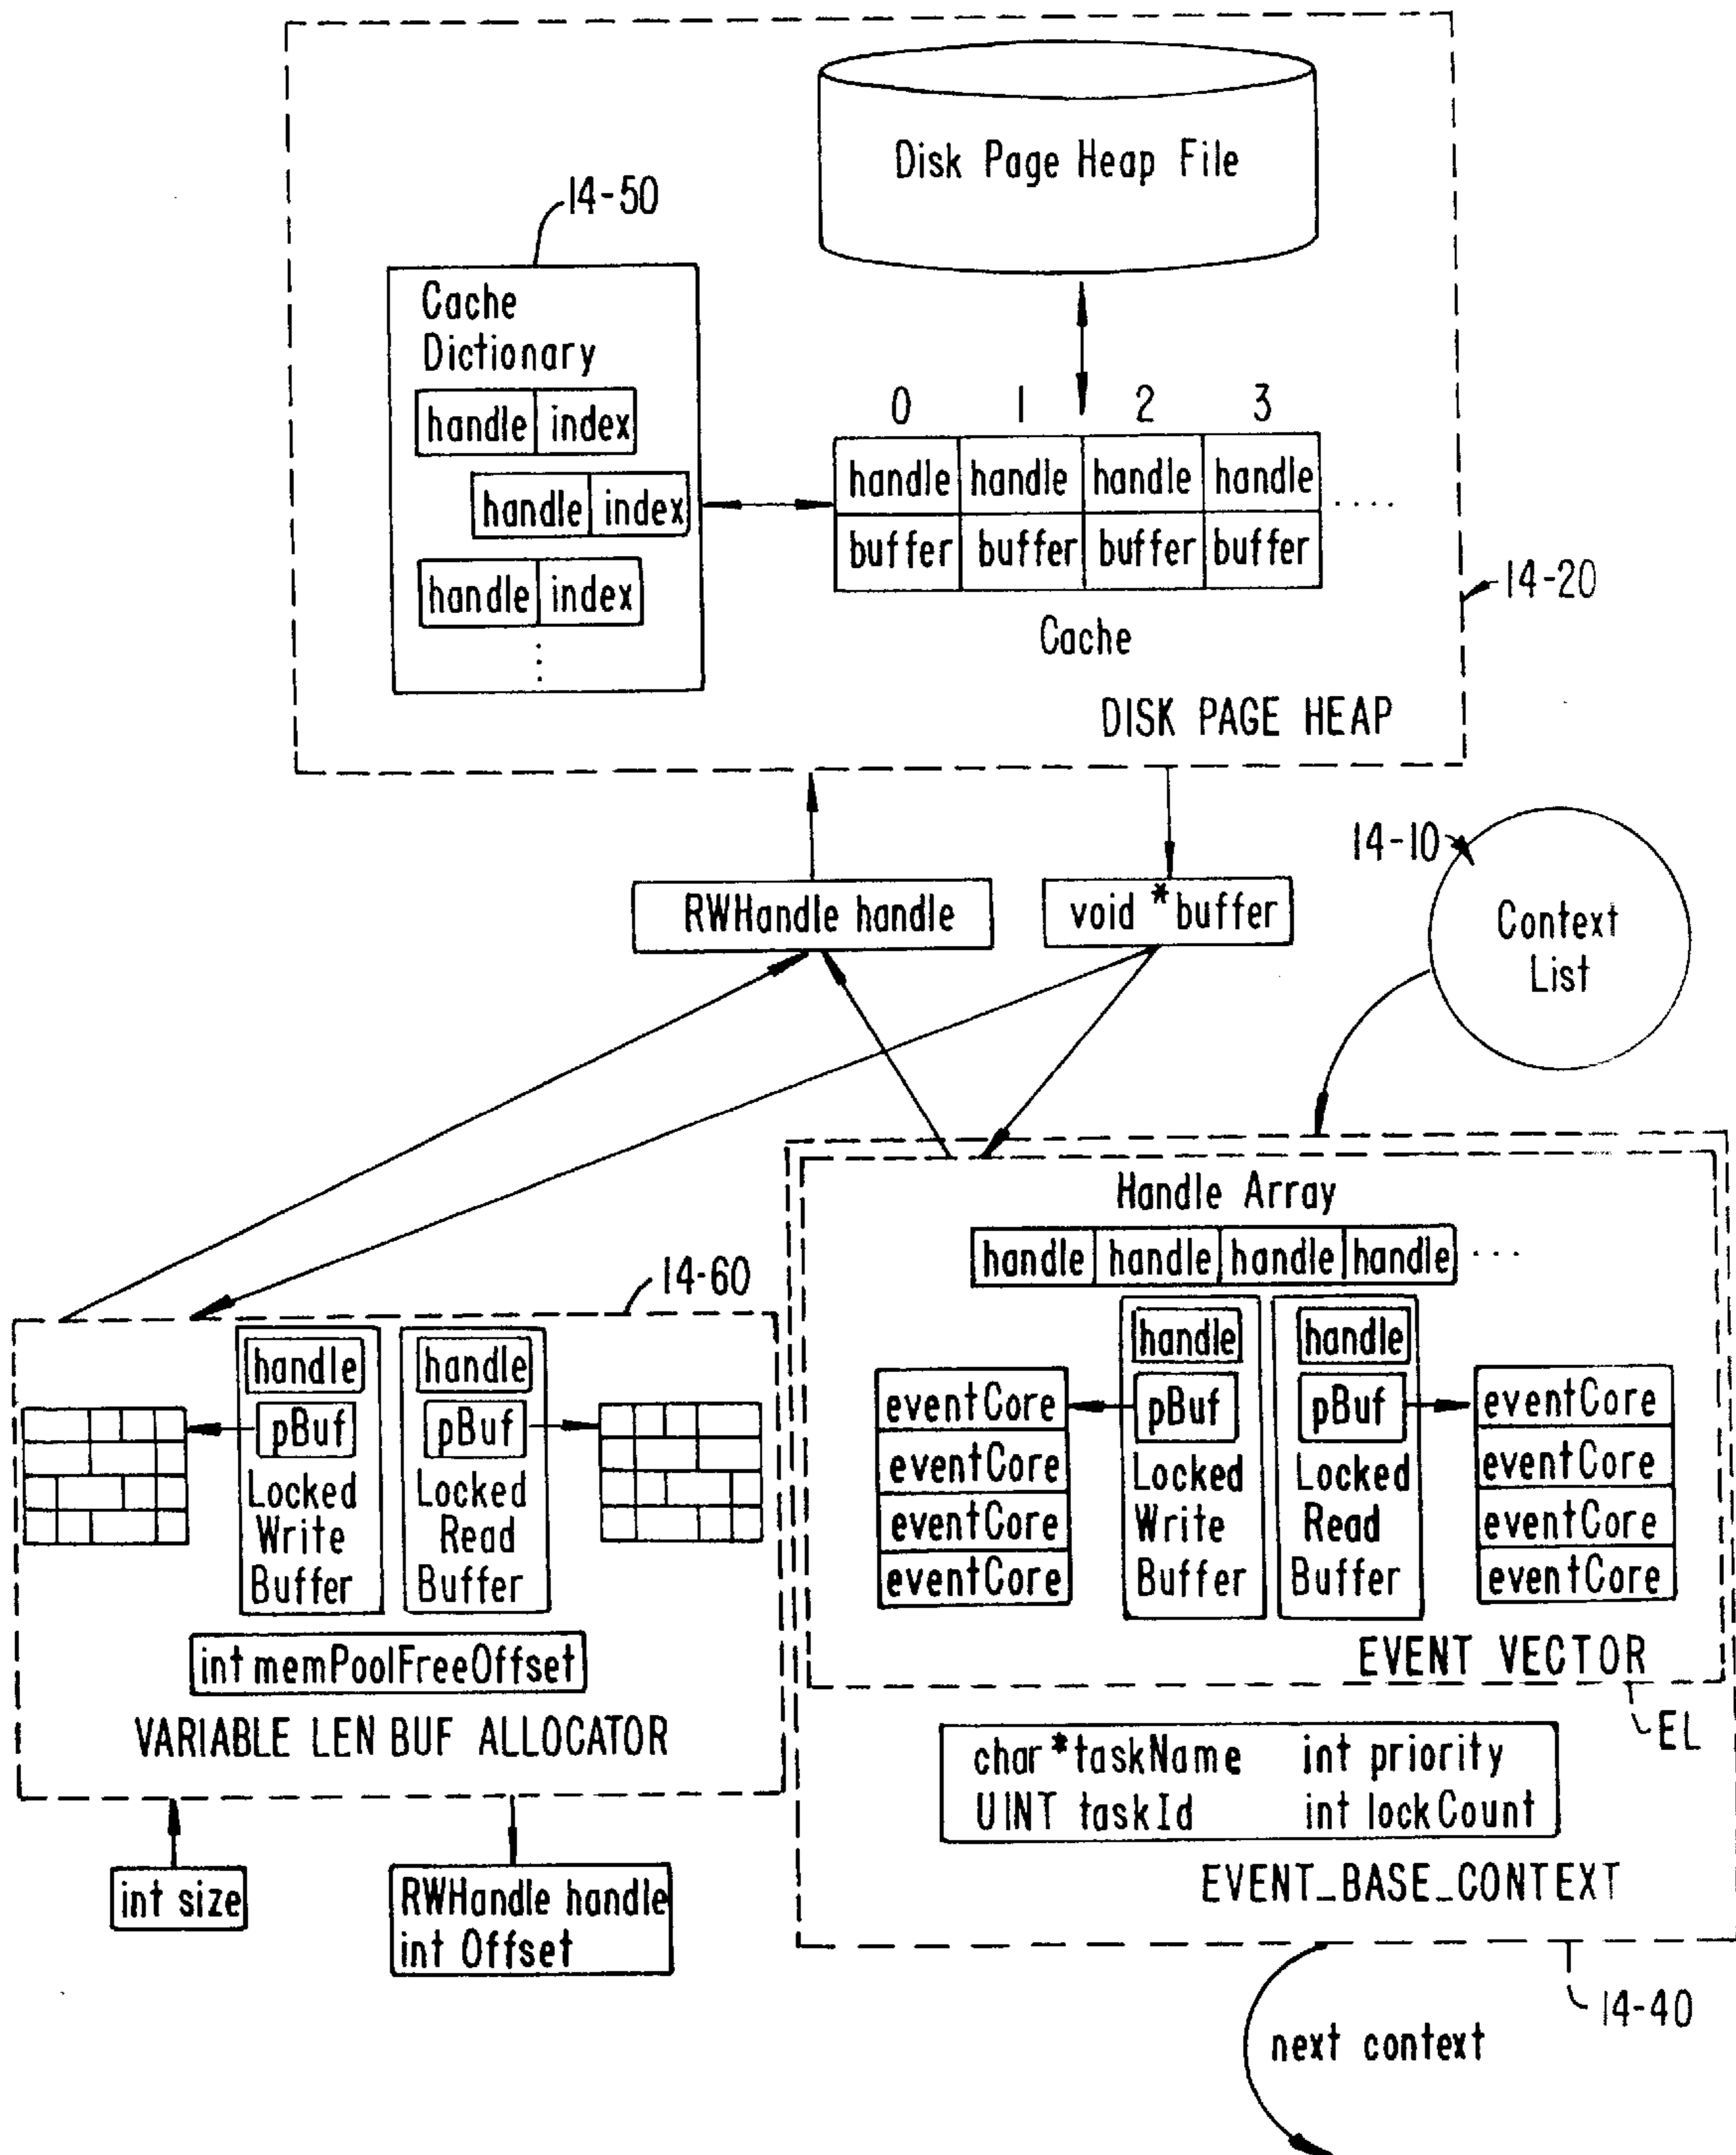 Disk Page Heap File
14-50
Cache
Dictionary
handle index
handle index
handle index
0 1 2 3
handle handle handle handle
buffer buffer buffer buffer
Cache
14-20
DISK PAGE HEAP
RWHandle handle
void *buffer
14-10
Context
List
Handle Array
handle handle handle handle
14-60
handle
pBuf
Locked
Write
Buffer
handle
pBuf
Locked
Read
Buffer
int memPoolFreeOffset
VARIABLE LEN BUF ALLOCATOR
int size
RWHandle handle
int Offset
eventCore
eventCore
eventCore
eventCore
handle
pBuf
Locked
Write
Buffer
handle
pBuf
Locked
Read
Buffer
eventCore
eventCore
eventCore
eventCore
EVENT VECTOR
EL
char *taskName int priority
UINT taskId int lockCount
EVENT_BASE_CONTEXT
14-40
next context